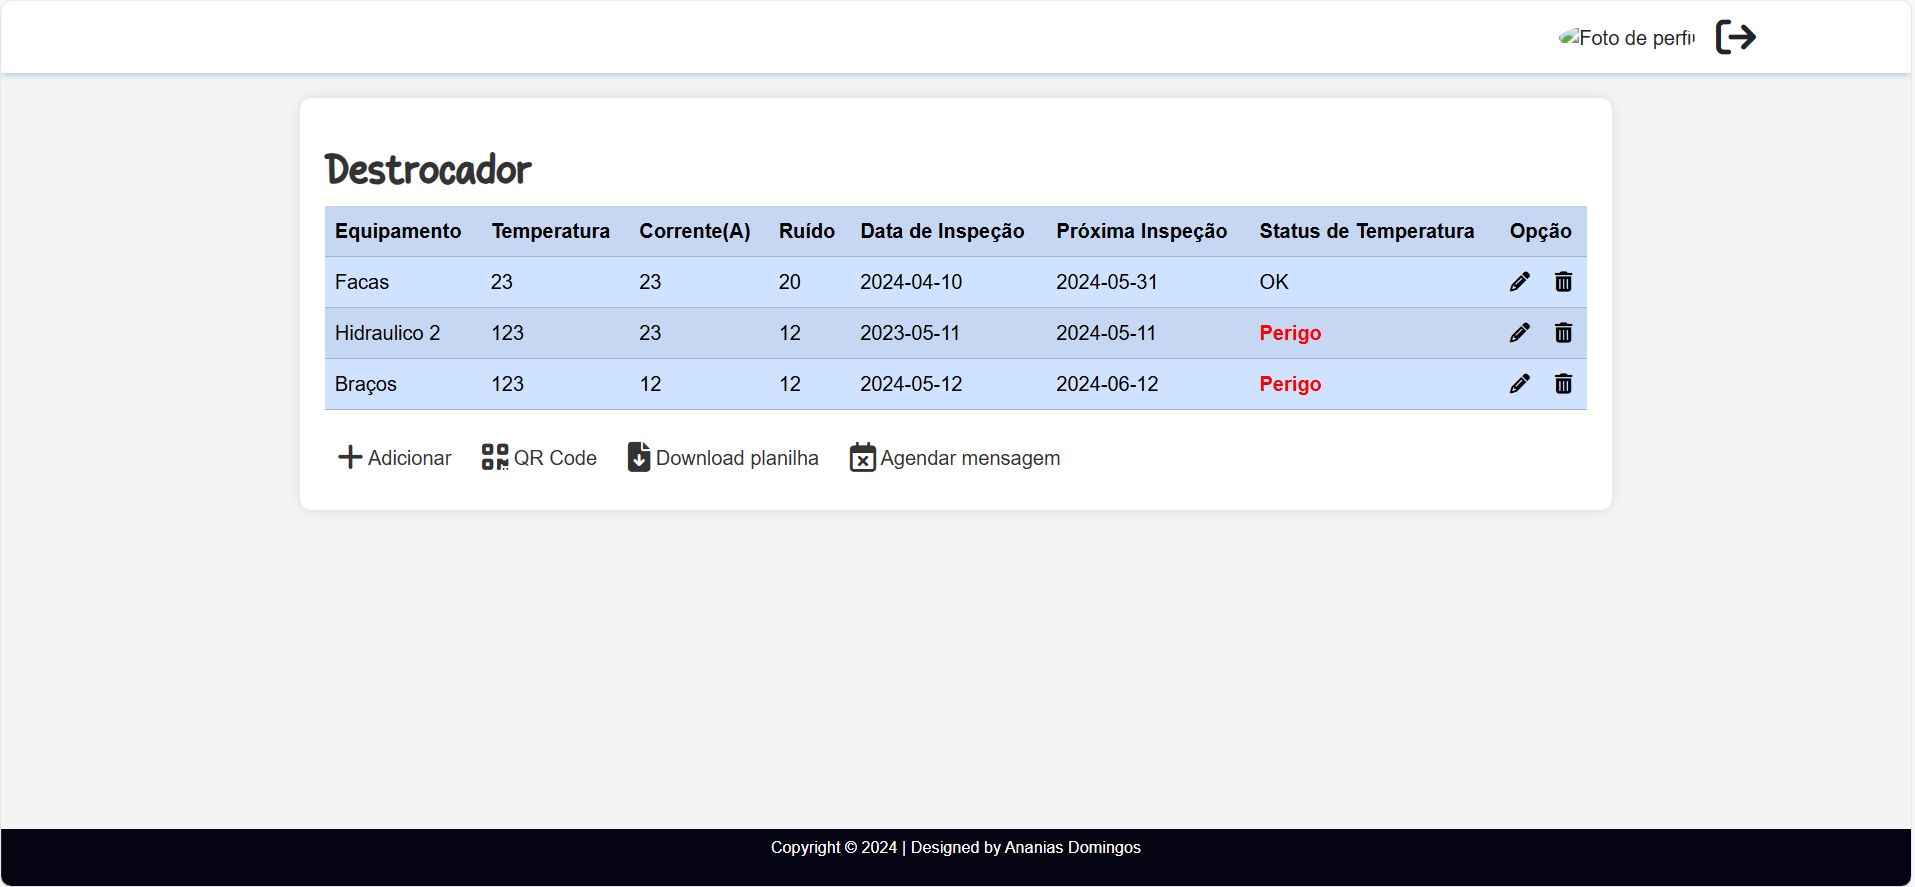 Foto de perfil
Destrocador
Equipamento Temperatura Corrente(A) Ruído Data de Inspeção Próxima Inspeção Status de Temperatura Opção
Facas 23 23 20 2024-04-10 2024-05-31 OK
Hidraulico 2 123 23 12 2023-05-11 2024-05-11 Perigo
Braços 123 12 12 2024-05-12 2024-06-12 Perigo
Adicionar QR Code Download planilha Agendar mensagem
Copyright © 2024 | Designed by Ananias Domingos